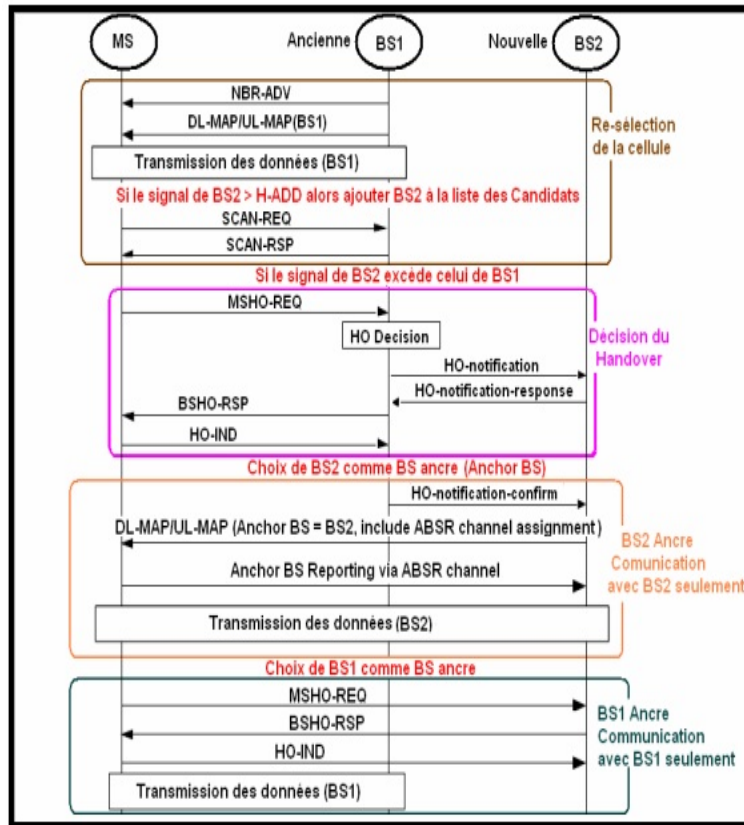 MS
Ancienne
BS1
Nouvelle
BS2
NBR-ADV
DL-MAP/UL-MAP(BS1)
Transmission des données (BS1)
Re-sélection
de la cellule
Si le signal de BS2 > H-ADD alors ajouter BS2 à la liste des Candidats
SCAN-REQ
SCAN-RSP
Si le signal de BS2 excéde celui de BS1
MSHO-REQ
HO Decision
Décision du
Handover
HO-notification
HO-notification-response
BSHO-RSP
HO-IND
Choix de BS2 comme BS ancre (Anchor BS)
HO-notification-confirm
DL-MAP/UL-MAP (Anchor BS = BS2, include ABSR channel assignment)
BS2 Ancre
Comunication
avec BS2 seulement
Anchor BS Reporting via ABSR channel
Transmission des données (BS2)
Choix de BS1 comme BS ancre
MSHO-REQ
BSHO-RSP
HO-IND
BS1 Ancre
Communication
avec BS1 seulement
Transmission des données (BS1)